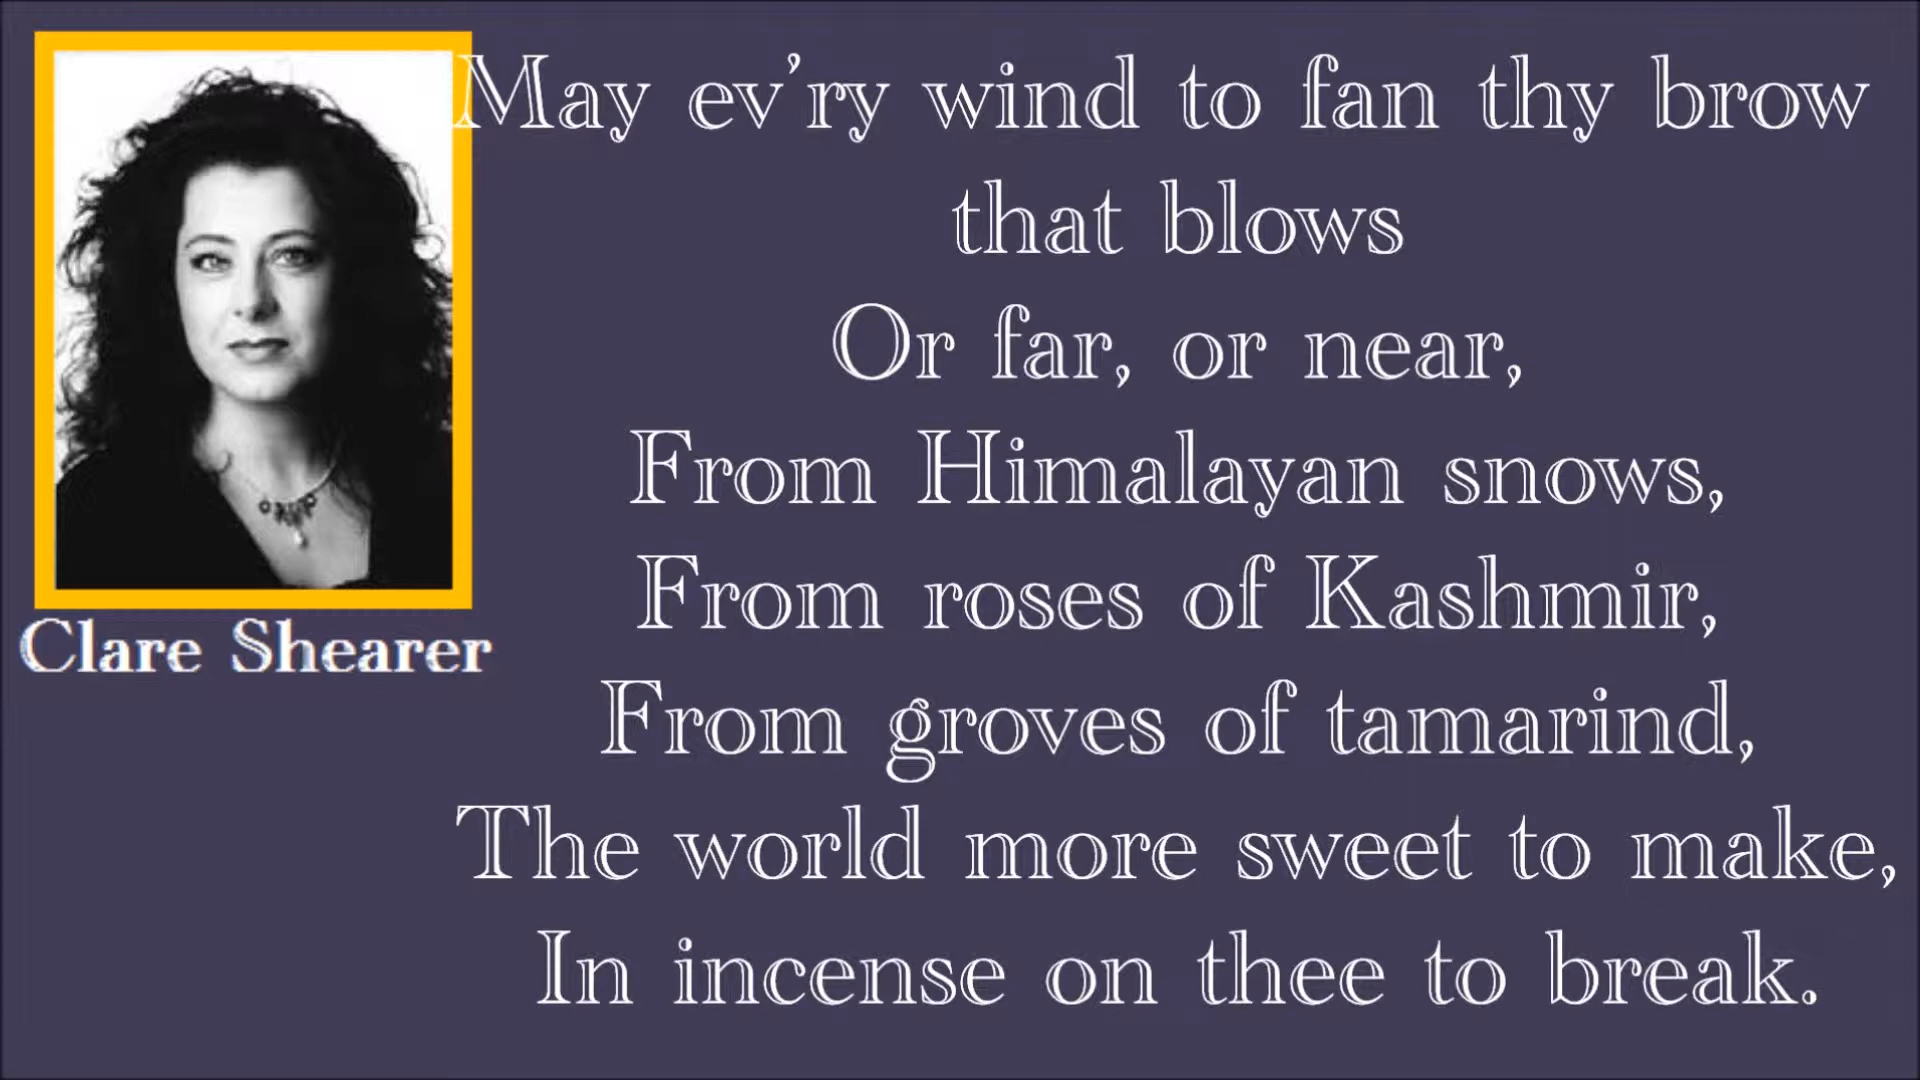 May ev’ry wind to fan thy brow
that blows
Or far, or near,
From Himalayan snows,
From roses of Kashmir,
From groves of tamarind,
The world more sweet to make,
In incense on thee to break.
Clare Shearer